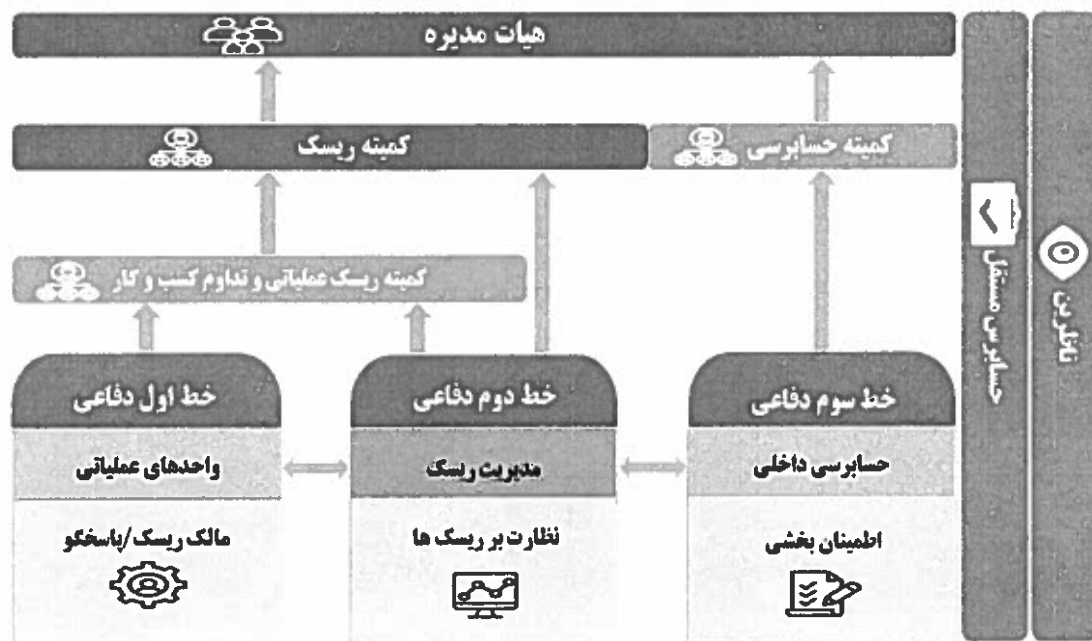 هیات مدیره
کمیته ریسک
کمیته حسابرسی
کمیته ریسک عملیاتی و تداوم کسب و کار
خط اول دفاعی
خط دوم دفاعی
خط سوم دفاعی
واحدهای عملیاتی
مدیریت ریسک
حسابرسی داخلی
مالک ریسک/پاسخگو
نظارت بر ریسک ها
اطمینان بخشی
حسابرس مستقل
ناظرین